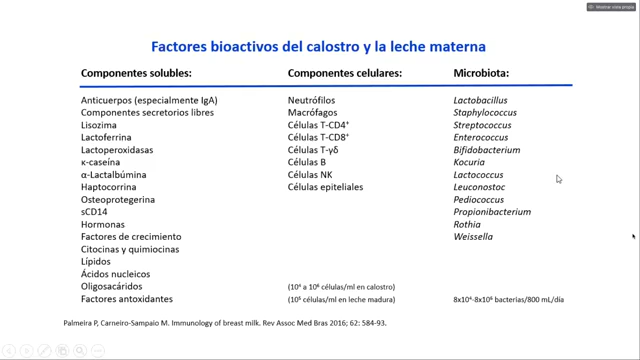 Mostrar vista propia
Factores bioactivos del calostro y la leche materna
Componentes solubles:
Anticuerpos (especialmente IgA)
Componentes secretorios libres
Lisozima
Lactoferrina
Lactoperoxidasas
κ-caseína
α-Lactalbúmina
Haptocorrina
Osteoprotegerina
sCD14
Hormonas
Factores de crecimiento
Citocinas y quimiocinas
Lípidos
Ácidos nucleicos
Oligosacáridos
Factores antoxidantes
Componentes celulares:
Neutrófilos
Macrófagos
Células T-CD4⁺
Células T-CD8⁺
Células T-γδ
Células B
Células NK
Células epiteliales
(10⁴ a 10⁶ células/ml en calostro)
(10⁵ células/ml en leche madura)
Microbiota:
Lactobacillus
Staphylococcus
Streptococcus
Enterococcus
Bifidobacterium
Kocuria
Lactococcus
Leuconostoc
Pediococcus
Propionibacterium
Rothia
Weissella
8x10⁴-8x10⁶ bacterias/800 mL/día
Palmeira P, Carneiro-Sampaio M. Immunology of breast milk. Rev Assoc Med Bras 2016; 62: 584-93.